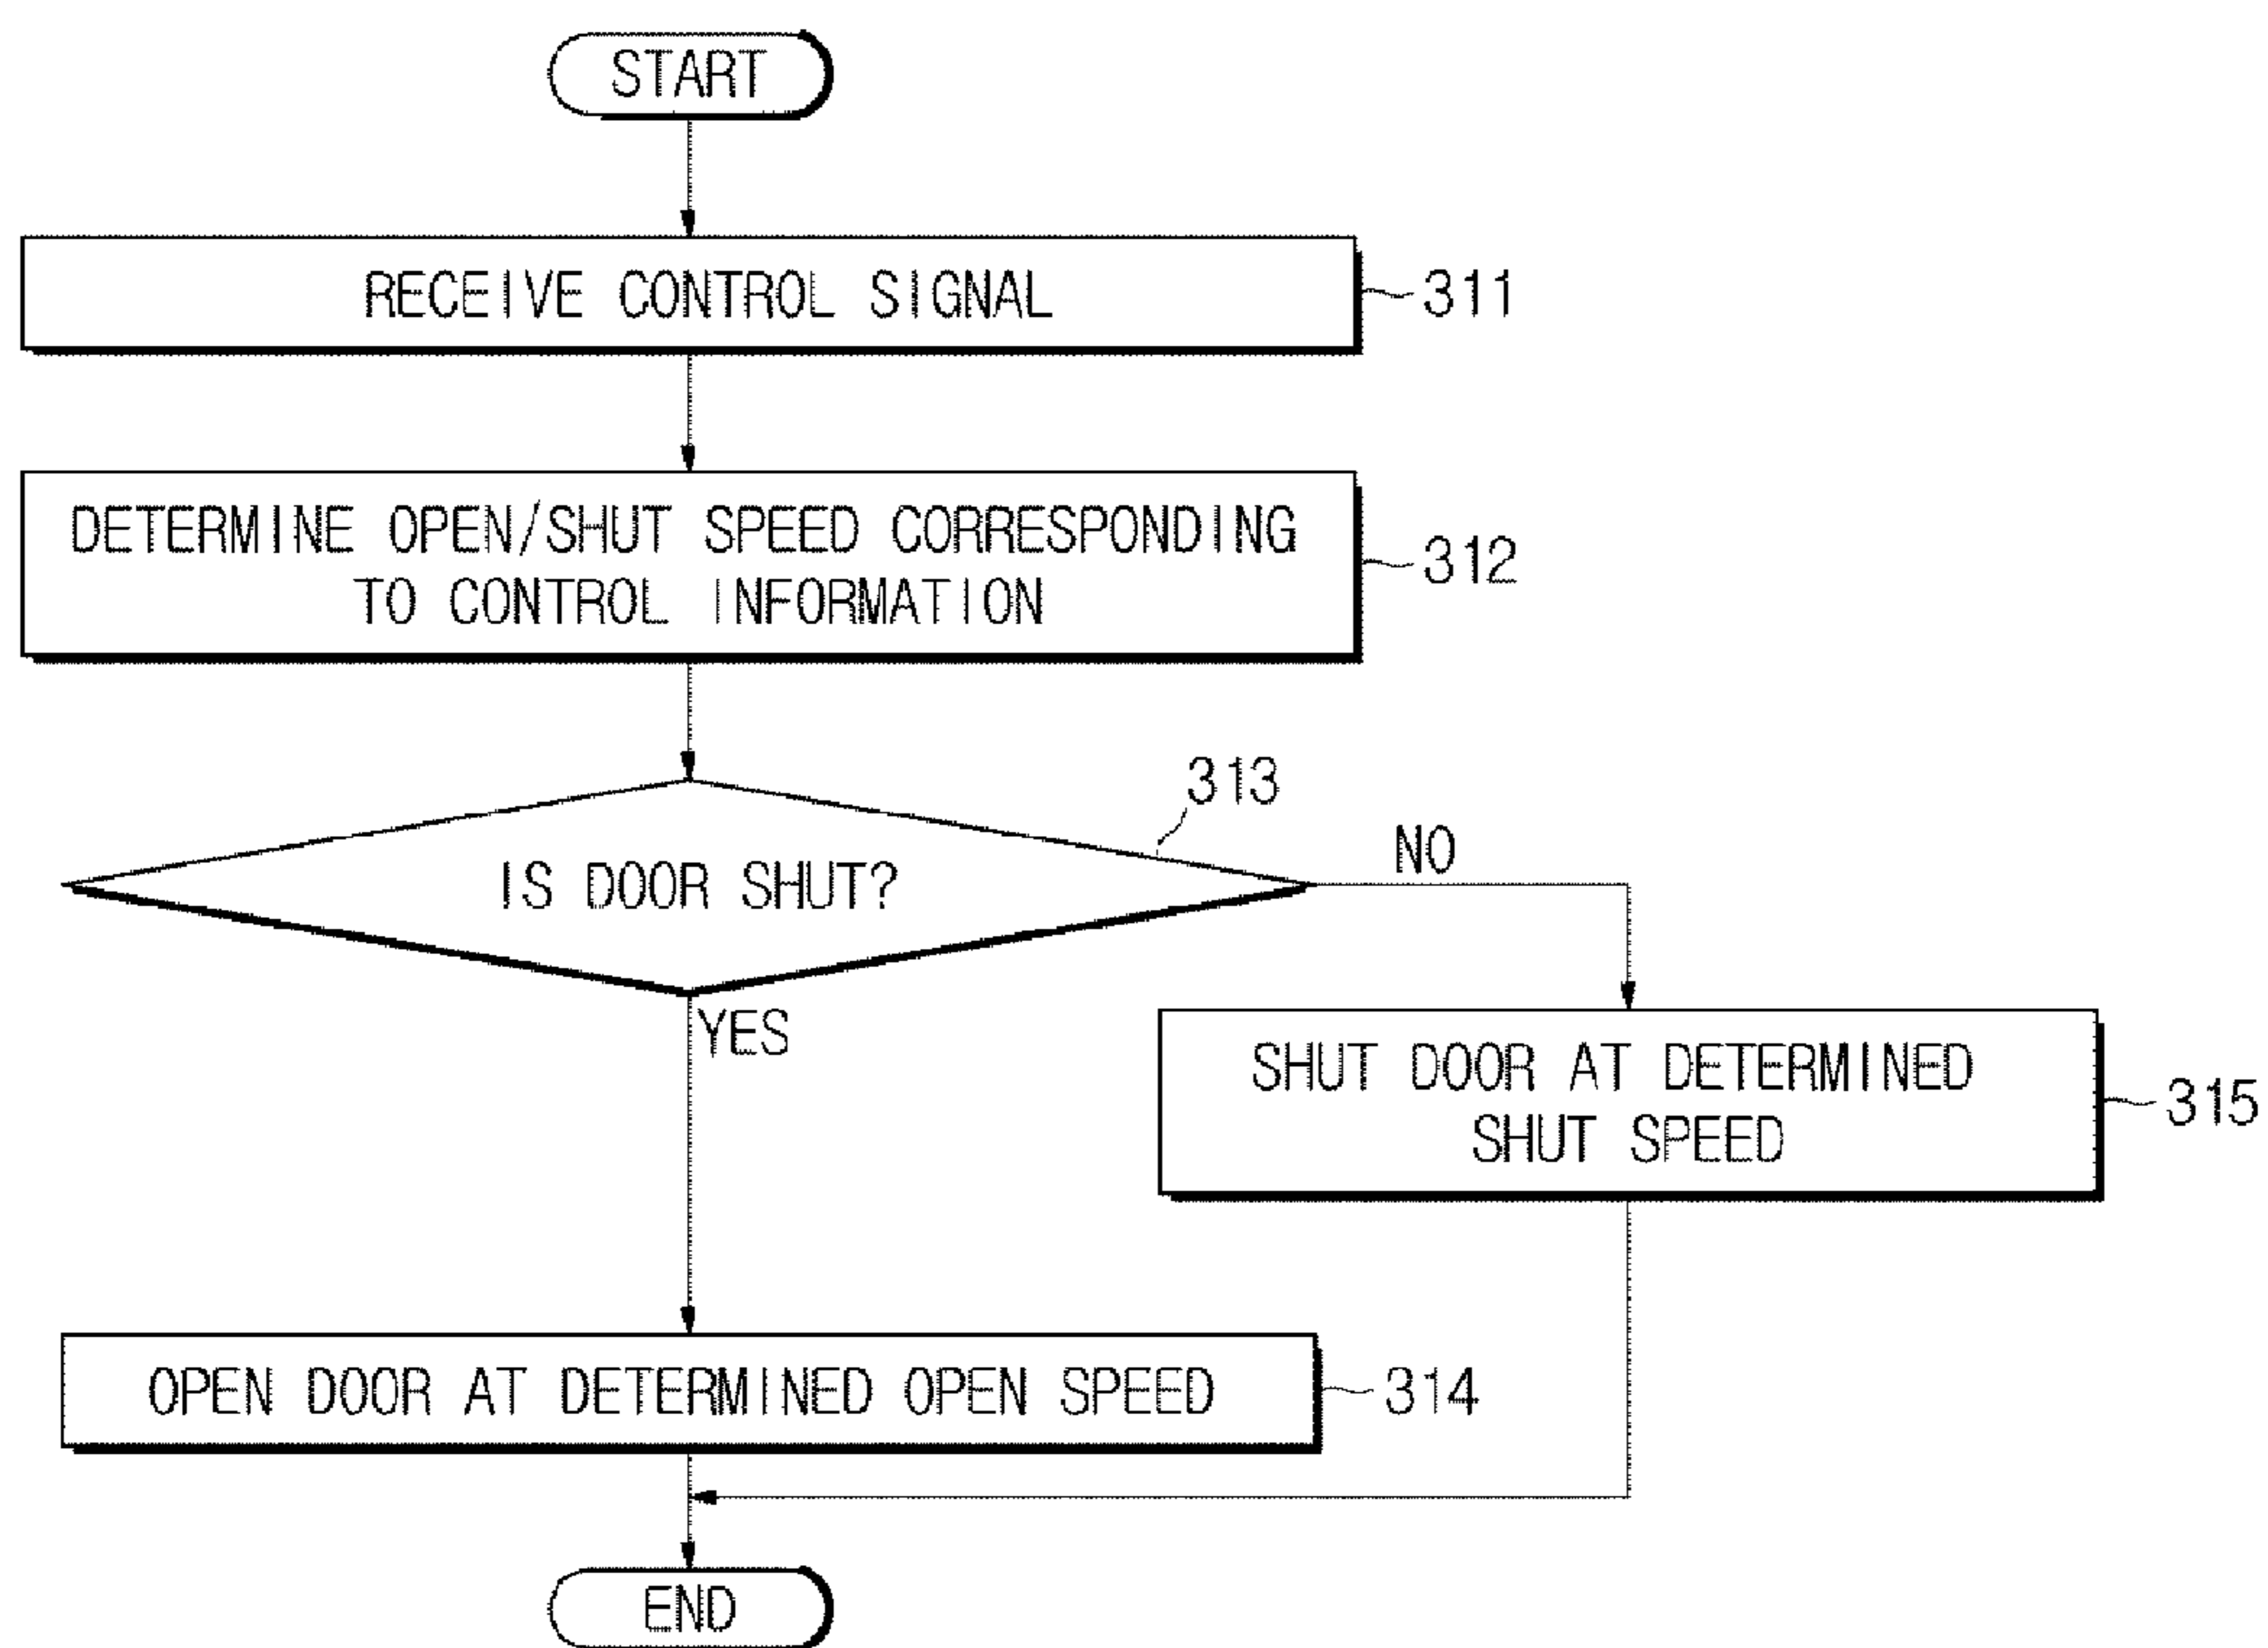 START
RECEIVE CONTROL SIGNAL
311
DETERMINE OPEN/SHUT SPEED CORRESPONDING
TO CONTROL INFORMATION
312
313
IS DOOR SHUT?
NO
YES
SHUT DOOR AT DETERMINED
SHUT SPEED
315
OPEN DOOR AT DETERMINED OPEN SPEED
314
END